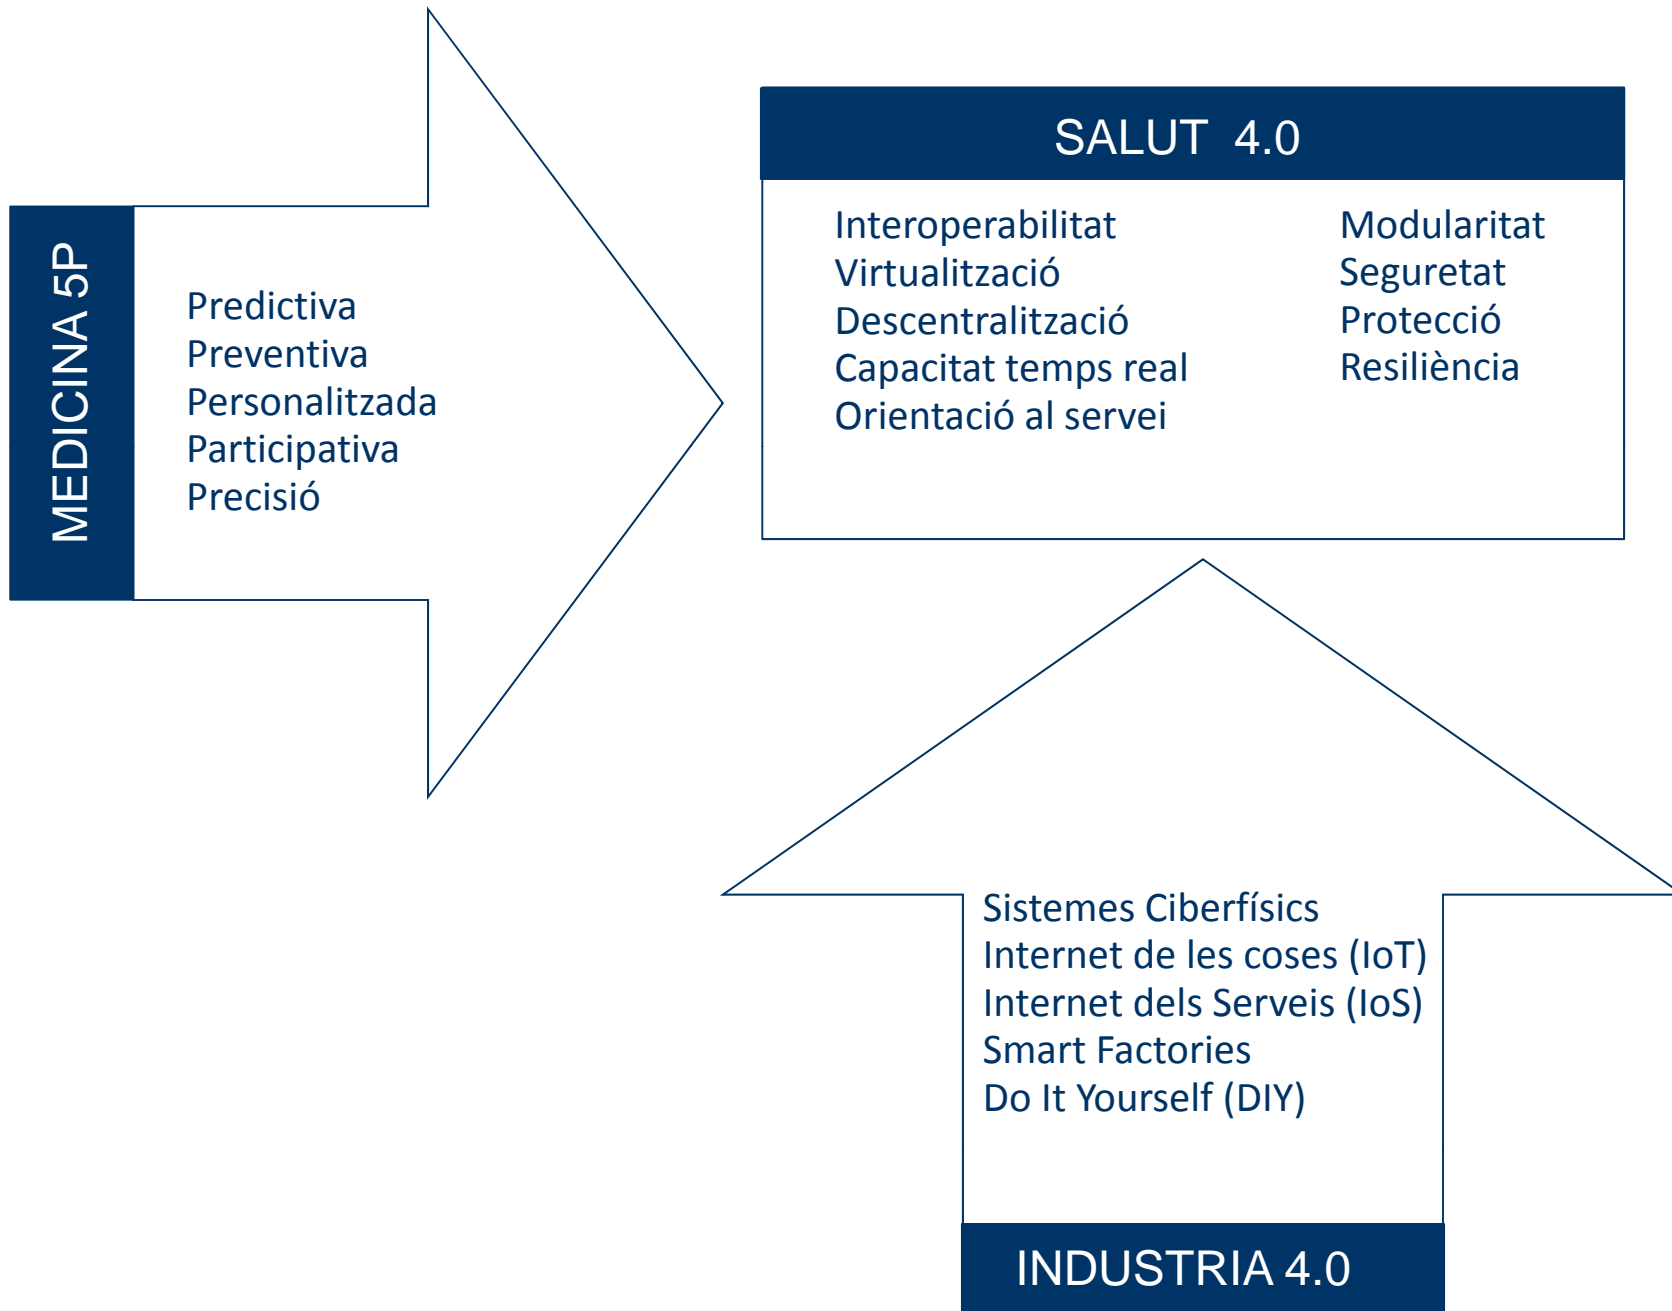 MEDICINA 5P
Predictiva
Preventiva
Personalitzada
Participativa
Precisió
SALUT 4.0
Interoperabilitat
Virtualització
Descentralització
Capacitat temps real
Orientació al servei
Modularitat
Seguretat
Protecció
Resiliència
Sistemes Ciberfísics
Internet de les coses (IoT)
Internet dels Serveis (IoS)
Smart Factories
Do It Yourself (DIY)
INDUSTRIA 4.0